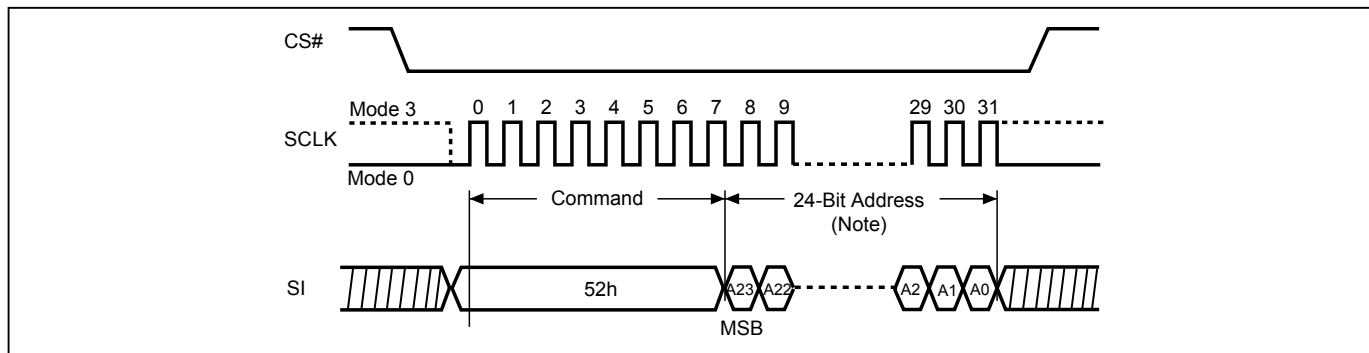 CS#
Mode 3 0 1 2 3 4 5 6 7 8 9 29 30 31
SCLK
Mode 0
Command 24-Bit Address
(Note)
SI 52h A23 A22 A2 A1 A0
MSB